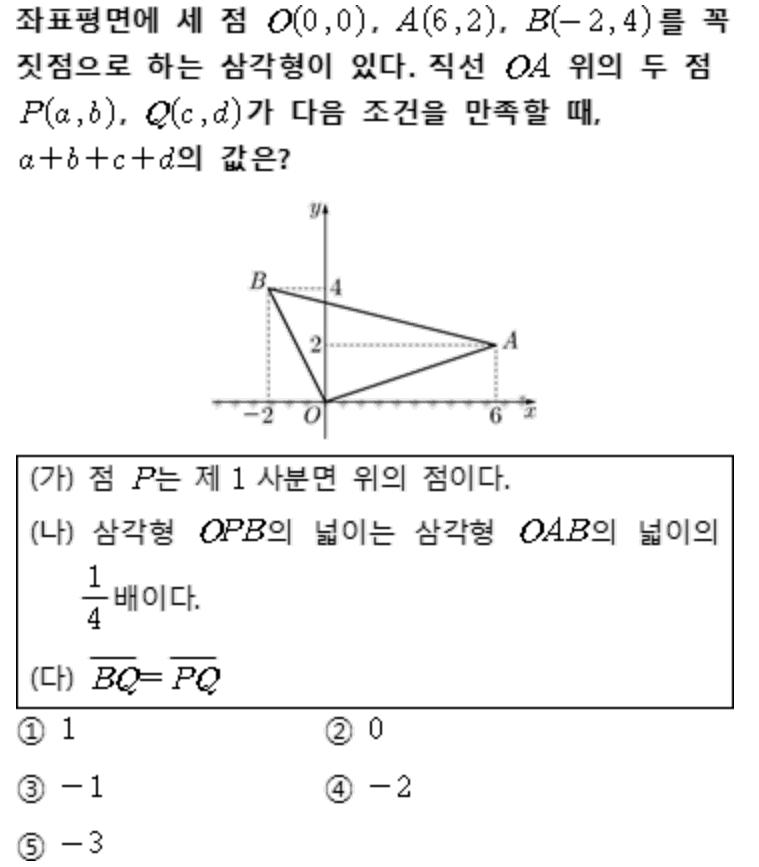 좌표평면에 세 점 O(0,0), A(6,2), B(−2,4)를 꼭
짓점으로 하는 삼각형이 있다. 직선 OA 위의 두 점
P(a,b), Q(c,d)가 다음 조건을 만족할 때,
a+b+c+d의 값은?
y
B
4
2
A
−2
O
6
x
(가) 점 P는 제 1 사분면 위의 점이다.
(나) 삼각형 OPB의 넓이는 삼각형 OAB의 넓이의
1/4 배이다.
(다) B̅Q̅=P̅Q̅
① 1
② 0
③ −1
④ −2
⑤ −3